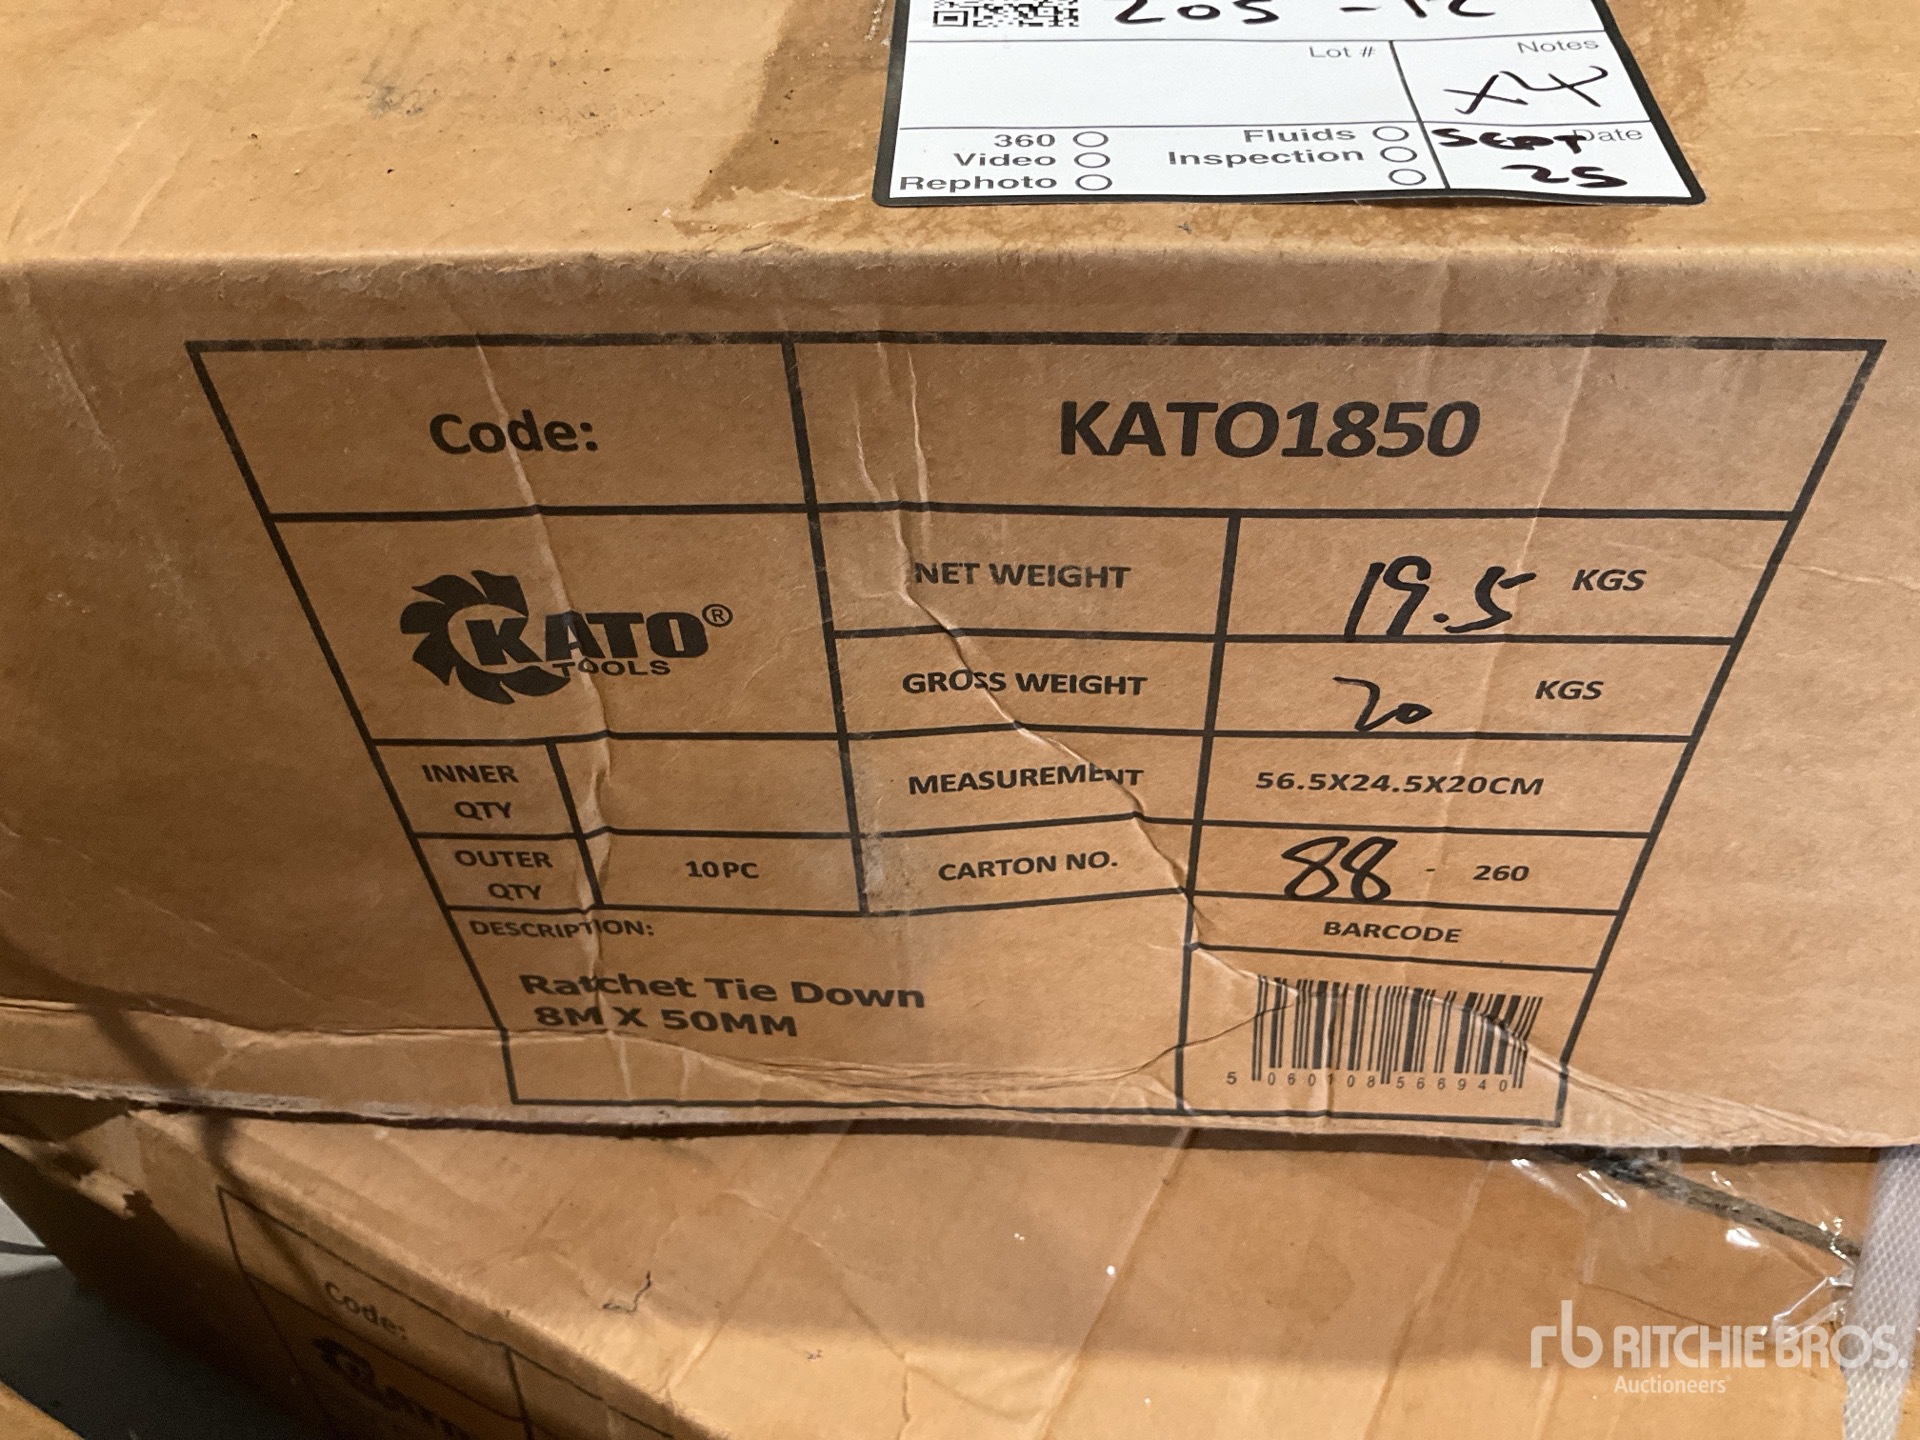 205 -12
Lot #
Notes
x4
360
Fluids
Date
Sept
Video
Inspection
25
Rephoto
Code:
KATO1850
KATO®
TOOLS
NET WEIGHT
19.5 KGS
GROSS WEIGHT
20 KGS
INNER
QTY
MEASUREMENT
56.5X24.5X20CM
OUTER
QTY
10PC
CARTON NO.
88 - 260
DESCRIPTION:
BARCODE
Ratchet Tie Down
8M X 50MM
5 060108 566940
Code:
rb RITCHIE BROS.
Auctioneers